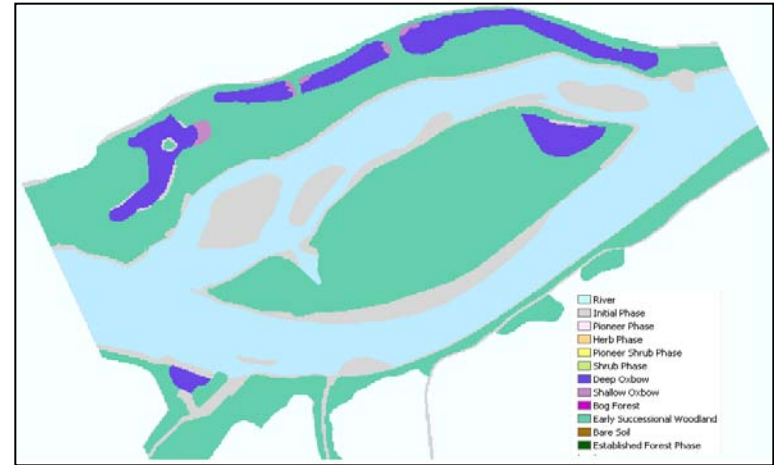 River
Initial Phase
Pioneer Phase
Herb Phase
Pioneer Shrub Phase
Shrub Phase
Deep Oxbow
Shallow Oxbow
Bog Forest
Early Successional Woodland
Bare Soil
Established Forest Phase